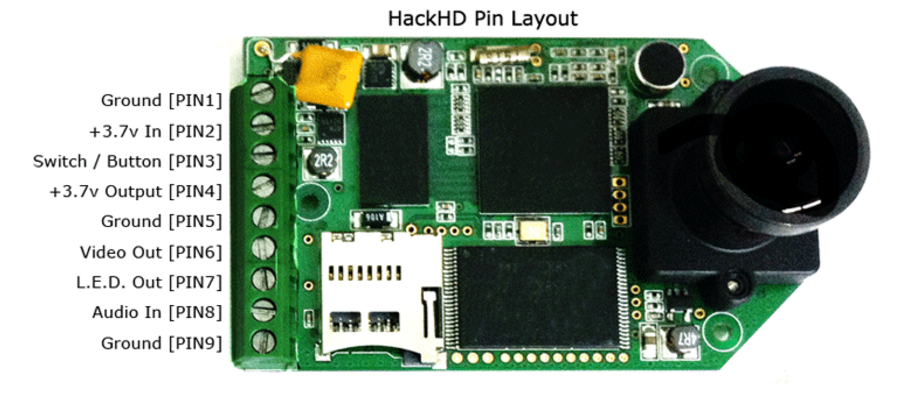 HackHD Pin Layout
Ground [PIN1]
+3.7v In [PIN2]
Switch / Button [PIN3]
+3.7v Output [PIN4]
Ground [PIN5]
Video Out [PIN6]
L.E.D. Out [PIN7]
Audio In [PIN8]
Ground [PIN9]
2R2
2R2
A106
4R7